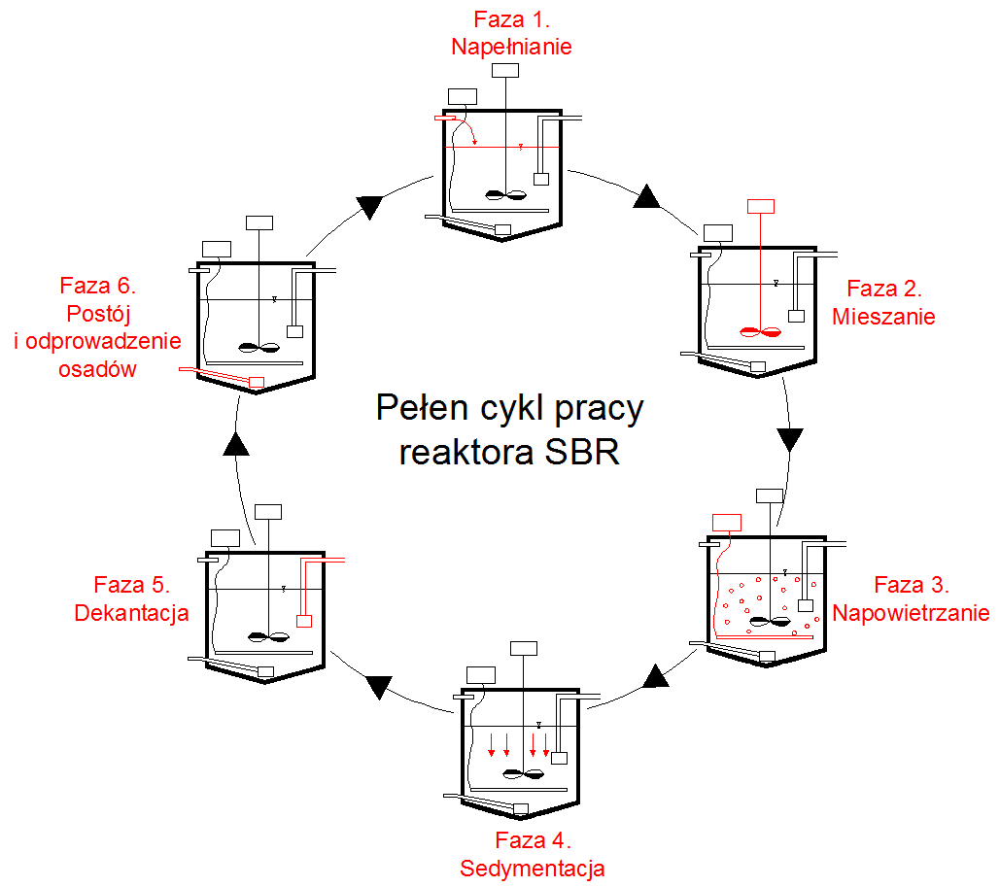 Faza 1.
Napełnianie
Faza 2.
Mieszanie
Faza 3.
Napowietrzanie
Faza 4.
Sedymentacja
Faza 5.
Dekantacja
Faza 6.
Postój
i odprowadzenie
osadów
Pełen cykl pracy
reaktora SBR